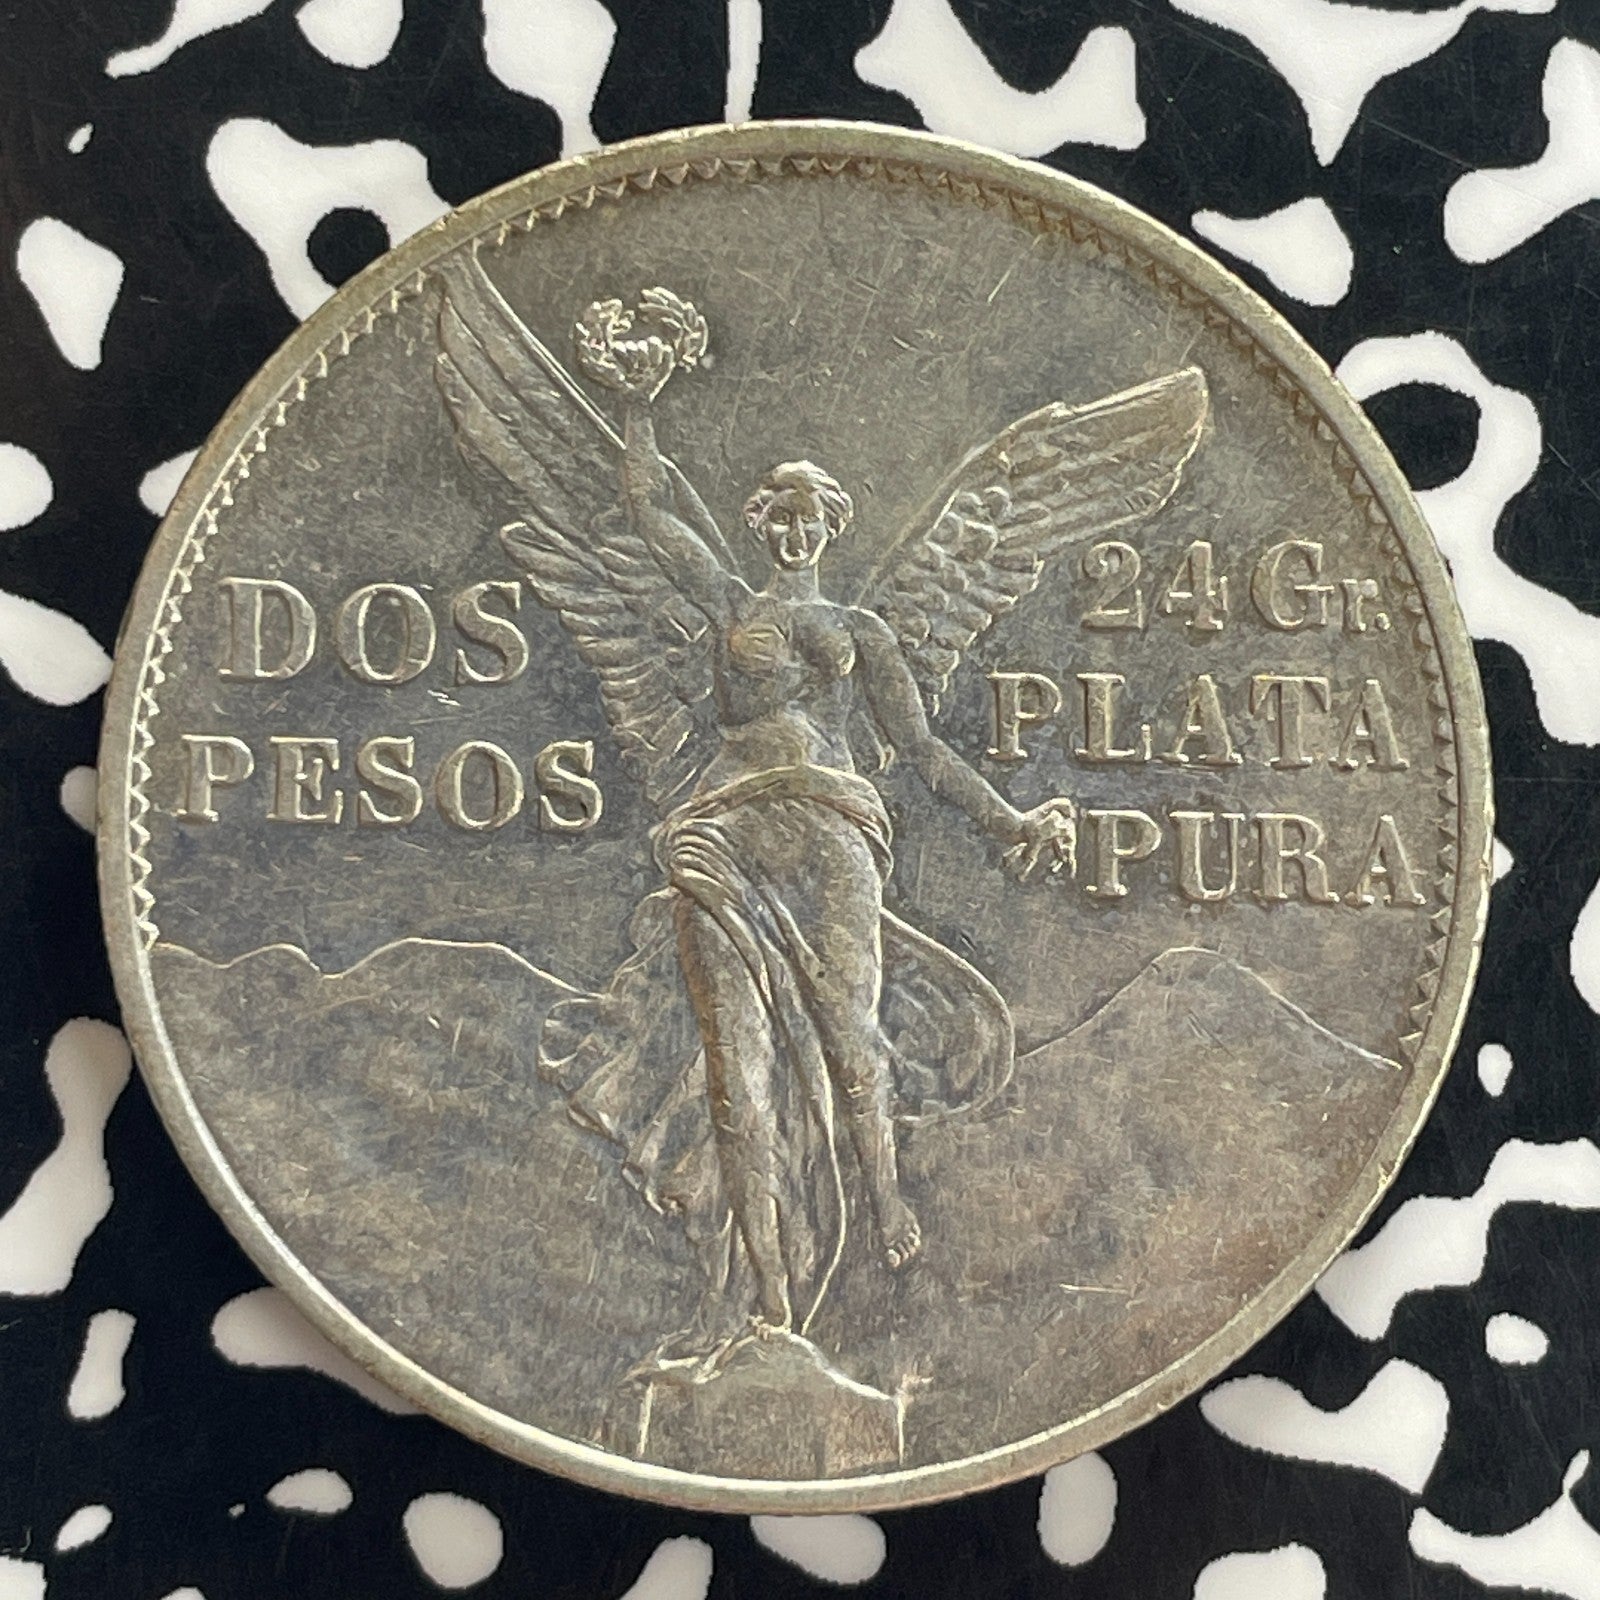 DOS
PESOS
24 Gr.
PLATA
PURA